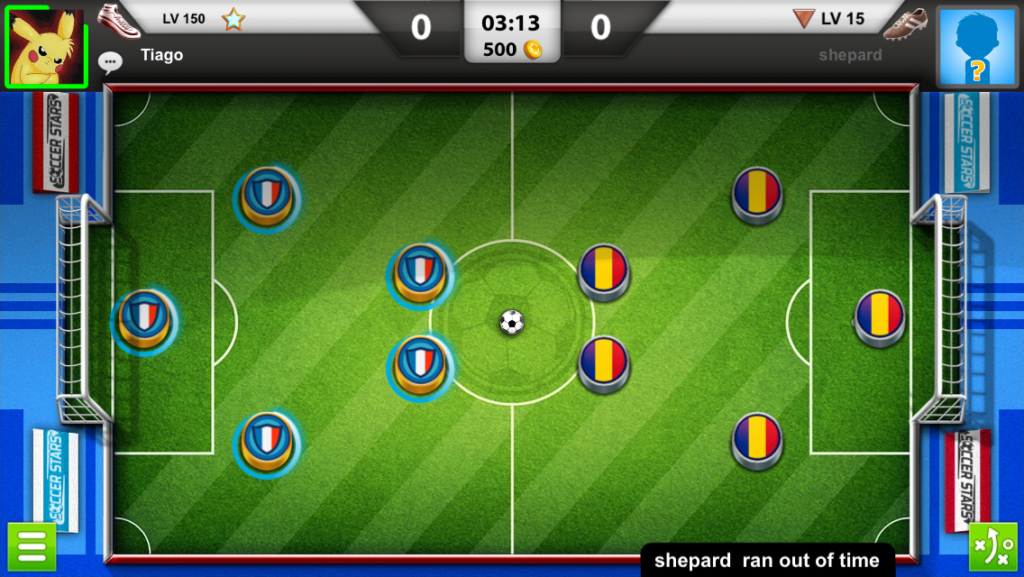 LV 150
0
03:13
500
0
LV 15
Tiago
shepard
?
SOCCER STARS
SOCCER STARS
SOCCER STARS
SOCCER STARS
shepard ran out of time